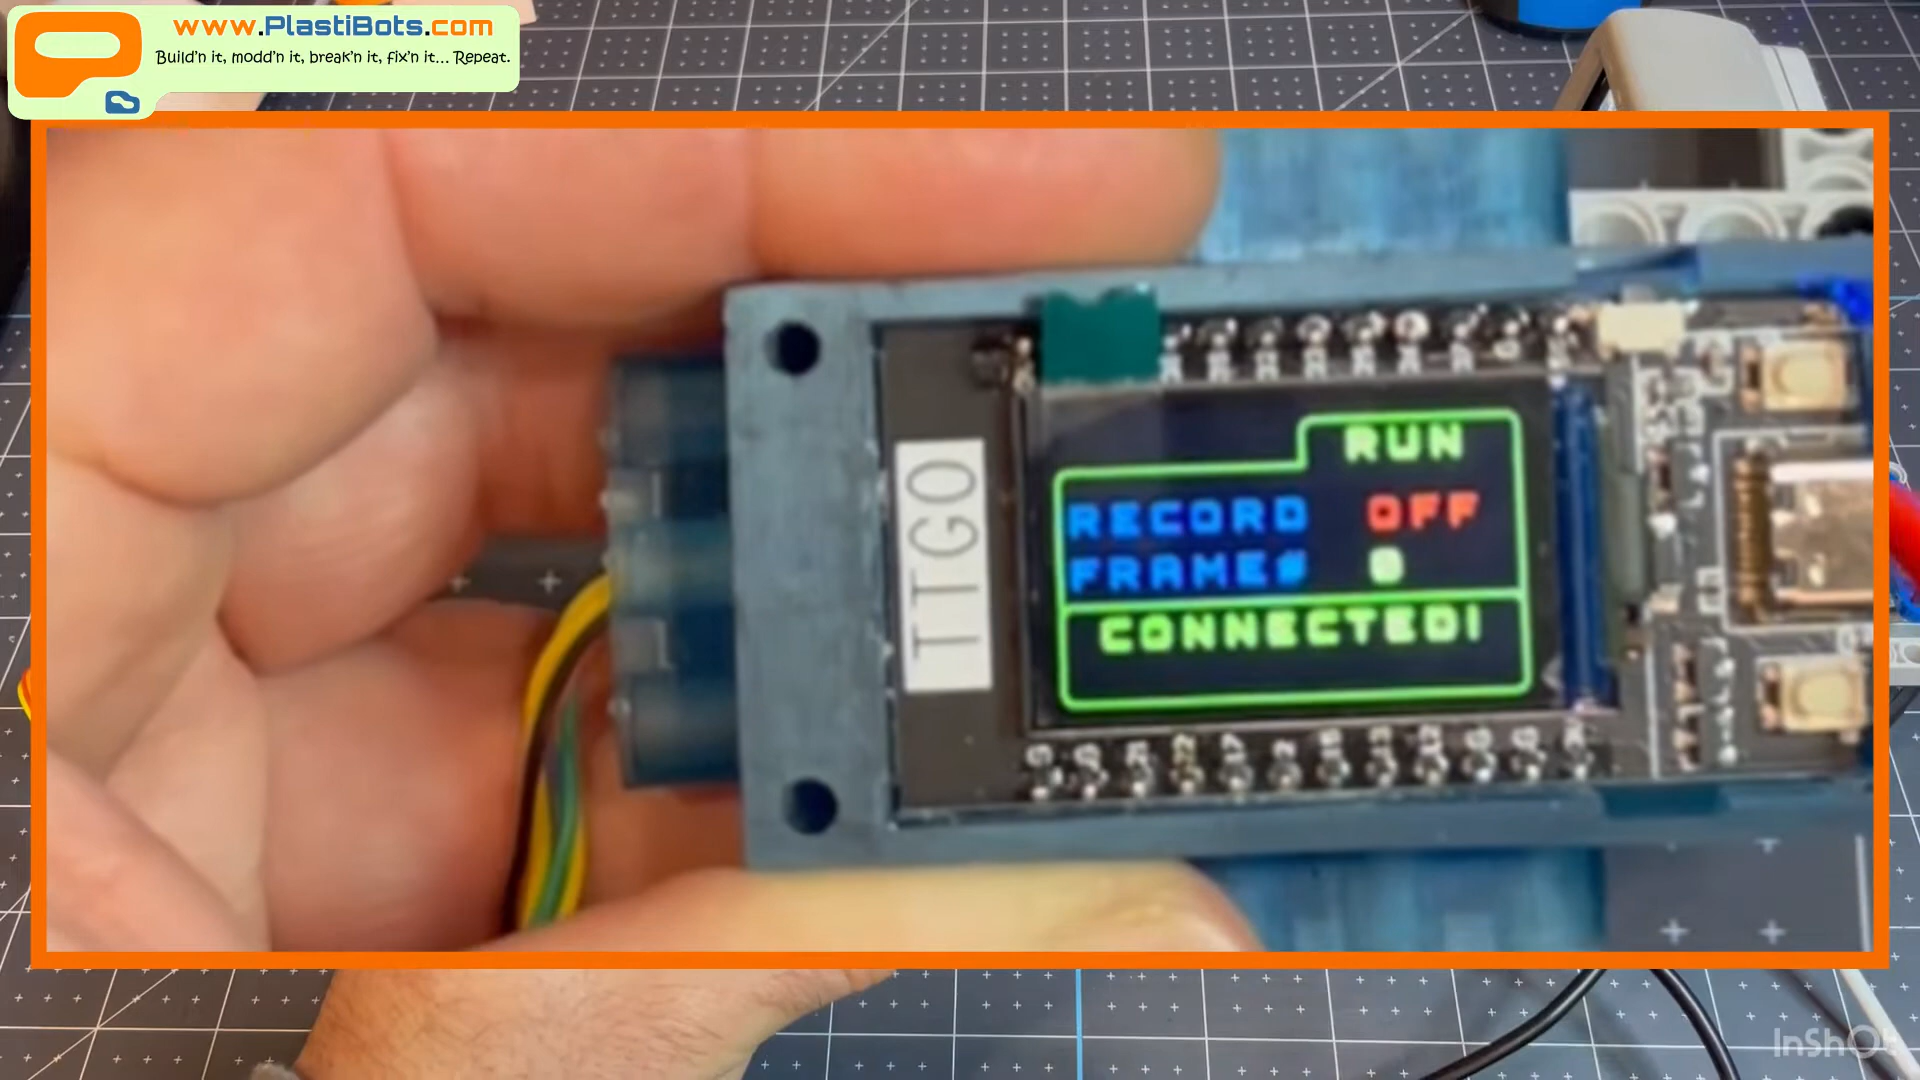 www.PlastiBots.com
Build'n it, modd'n it, break'n it, fix'n it... Repeat.
RUN
RECORD OFF
FRAME# 0
CONNECTED!
TTGO
InShOt